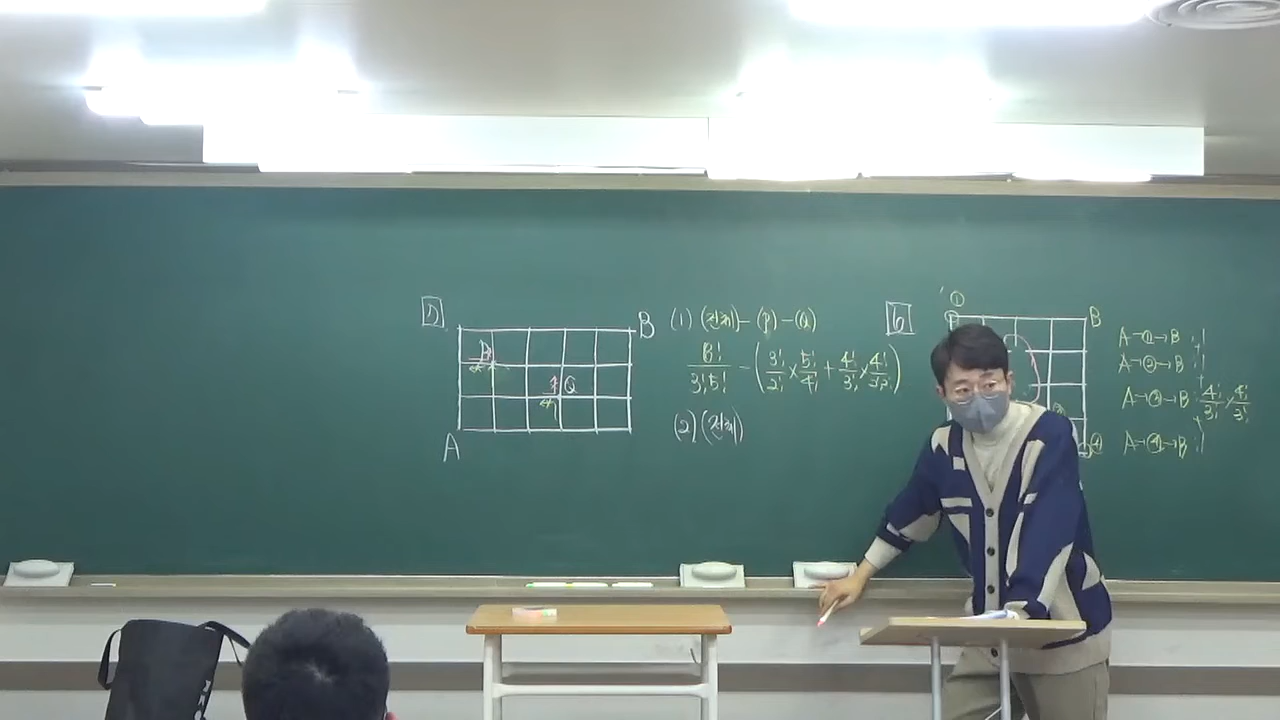 B
(1) (전체)-(P)-(Q)
8!/3!5! - (3!/2! × 5!/4! + 4!/3! × 4!/2!2!)
(2) (전체)
P
Q
A
6
①
B
A→①→B : 1
A→②→B : 1
A→③→B : 4!/3! × 4!/3!
A→④→B : 1
④